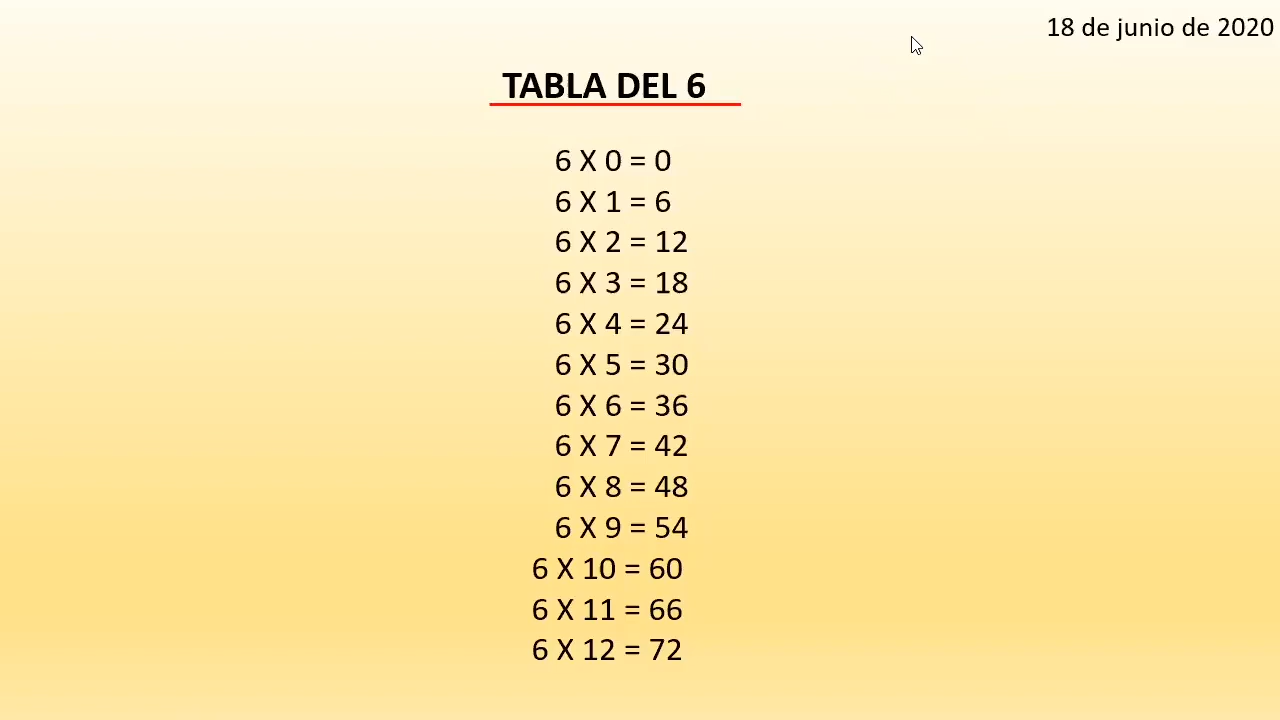 18 de junio de 2020
TABLA DEL 6
6 X 0 = 0
6 X 1 = 6
6 X 2 = 12
6 X 3 = 18
6 X 4 = 24
6 X 5 = 30
6 X 6 = 36
6 X 7 = 42
6 X 8 = 48
6 X 9 = 54
6 X 10 = 60
6 X 11 = 66
6 X 12 = 72